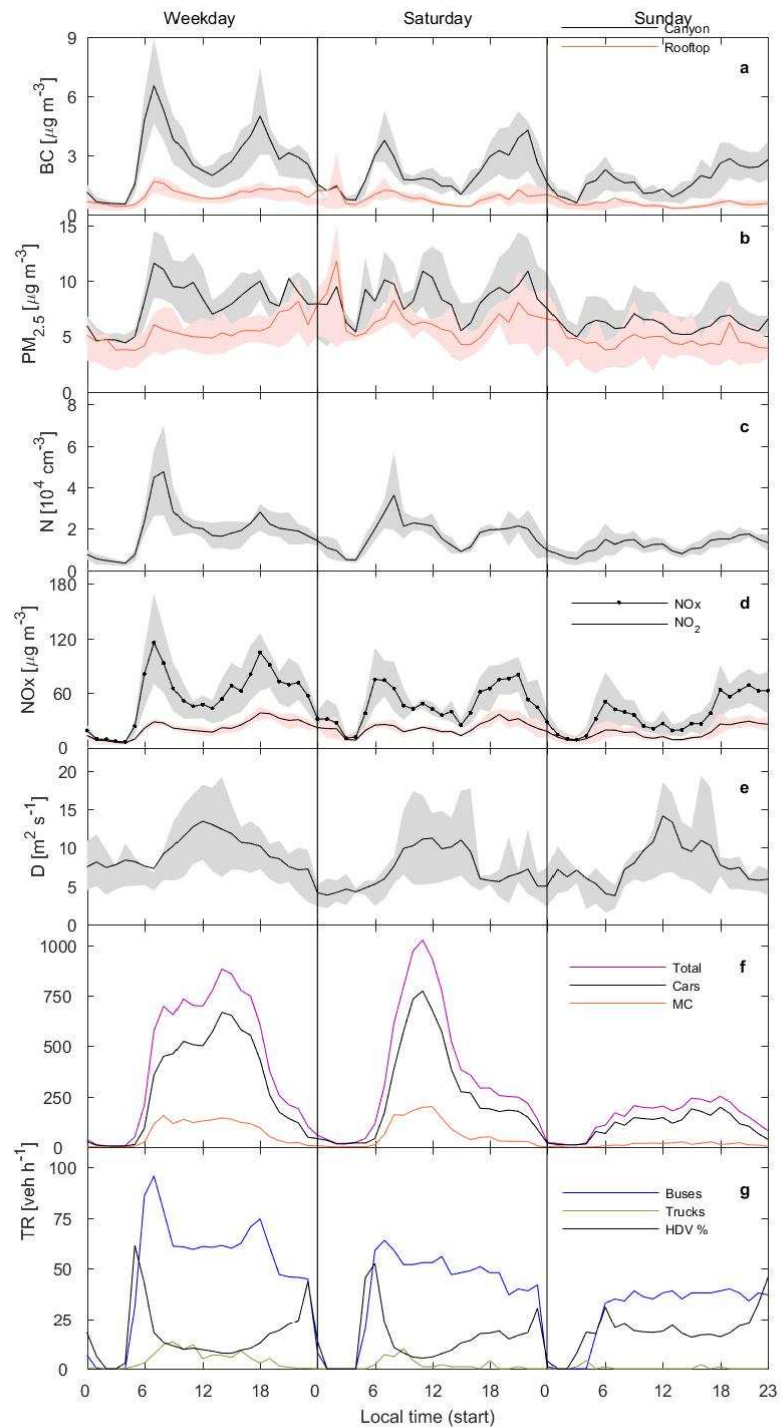 Weekday Saturday Sunday
Canyon
Rooftop
a
9
6
3
0
BC [μg m-3]
b
15
10
5
0
PM2.5 [μg m-3]
c
8
6
4
2
0
N [10^4 cm-3]
d
NOx
NO2
180
120
60
0
NOx [μg m-3]
e
20
15
10
5
0
D [m2 s-1]
f
Total
Cars
MC
1000
750
500
250
0
g
Buses
Trucks
HDV %
100
75
50
25
0
TR [veh h-1]
0 6 12 18 0 6 12 18 0 6 12 18 23
Local time (start)